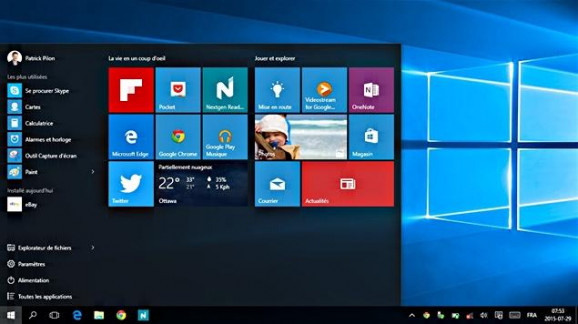 Patrick Pilon
Les plus utilisées
Se procurer Skype
Cartes
Calculatrice
Alarmes et horloge
Outil Capture d'écran
Paint
Installé aujourd'hui
eBay
Explorateur de fichiers
Paramètres
Alimentation
Toutes les applications
La vie en un coup d'oeil
Pocket
Nextgen Read...
Microsoft Edge
Google Chrome
Google Play
Musique
Twitter
Partiellement nuageux
22° 33° 35%
21° 5 Kph
Ottawa
Jouer et explorer
Mise en route
Videostream
for Google...
OneNote
Photos
Magasin
Courrier
Actualités
FRA
07:53
2015-07-29